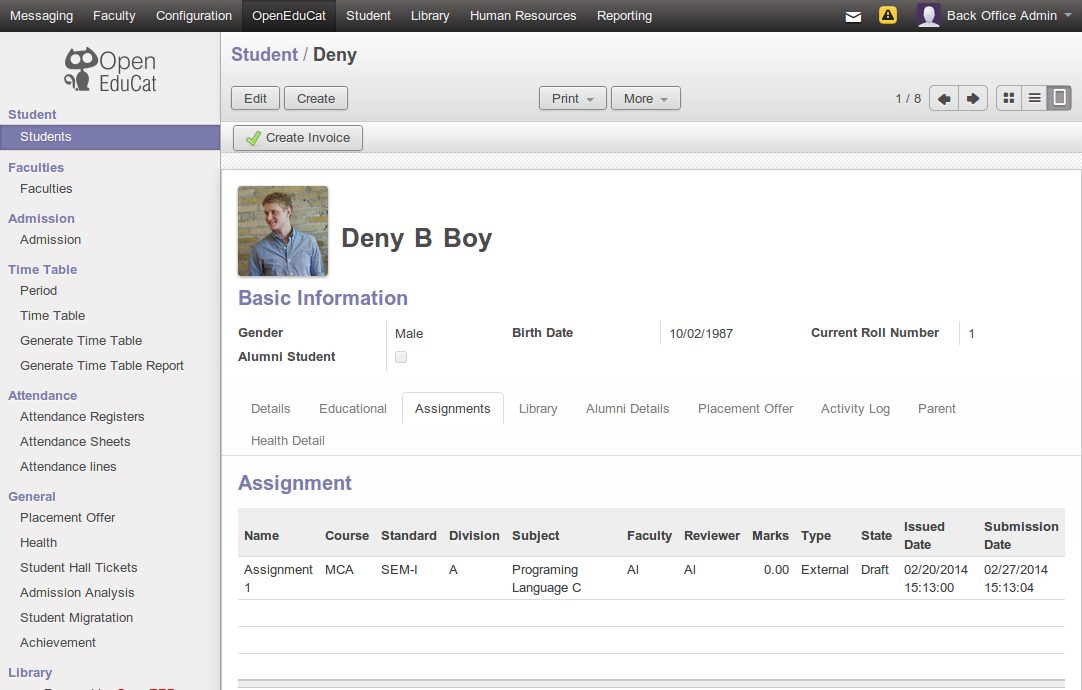 Messaging Faculty Configuration OpenEduCat Student Library Human Resources Reporting Back Office Admin
Open
EduCat
Student
Students
Faculties
Faculties
Admission
Admission
Time Table
Period
Time Table
Generate Time Table
Generate Time Table Report
Attendance
Attendance Registers
Attendance Sheets
Attendance lines
General
Placement Offer
Health
Student Hall Tickets
Admission Analysis
Student Migratation
Achievement
Library
Student / Deny
Edit Create Print More 1 / 8
Create Invoice
Deny B Boy
Basic Information
Gender Male Birth Date 10/02/1987 Current Roll Number 1
Alumni Student
Details Educational Assignments Library Alumni Details Placement Offer Activity Log Parent
Health Detail
Assignment
Name Course Standard Division Subject Faculty Reviewer Marks Type State Issued Date Submission Date
Assignment 1 MCA SEM-I A Programing Language C AI AI 0.00 External Draft 02/20/2014 15:13:00 02/27/2014 15:13:04